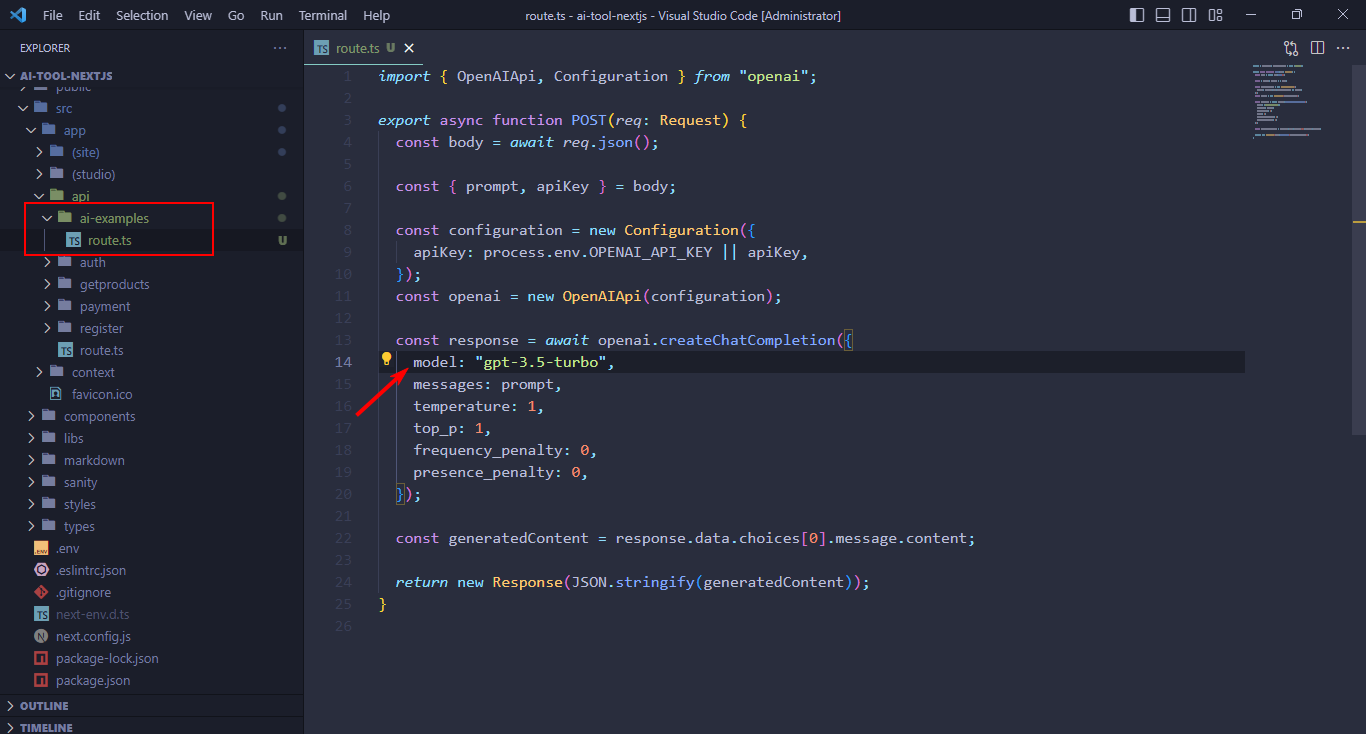 File Edit Selection View Go Run Terminal Help
route.ts - ai-tool-nextjs - Visual Studio Code [Administrator]
EXPLORER
AI-TOOL-NEXTJS
public
src
app
(site)
(studio)
api
ai-examples
TS route.ts U
auth
getproducts
payment
register
TS route.ts
context
favicon.ico
components
libs
markdown
sanity
styles
types
.env
.eslintrc.json
.gitignore
TS next-env.d.ts
N next.config.js
package-lock.json
package.json
OUTLINE
TIMELINE
TS route.ts U
1 import { OpenAIApi, Configuration } from "openai";
2
3 export async function POST(req: Request) {
4 const body = await req.json();
5
6 const { prompt, apiKey } = body;
7
8 const configuration = new Configuration({
9 apiKey: process.env.OPENAI_API_KEY || apiKey,
10 });
11 const openai = new OpenAIApi(configuration);
12
13 const response = await openai.createChatCompletion({
14 model: "gpt-3.5-turbo",
15 messages: prompt,
16 temperature: 1,
17 top_p: 1,
18 frequency_penalty: 0,
19 presence_penalty: 0,
20 });
21
22 const generatedContent = response.data.choices[0].message.content;
23
24 return new Response(JSON.stringify(generatedContent));
25 }
26